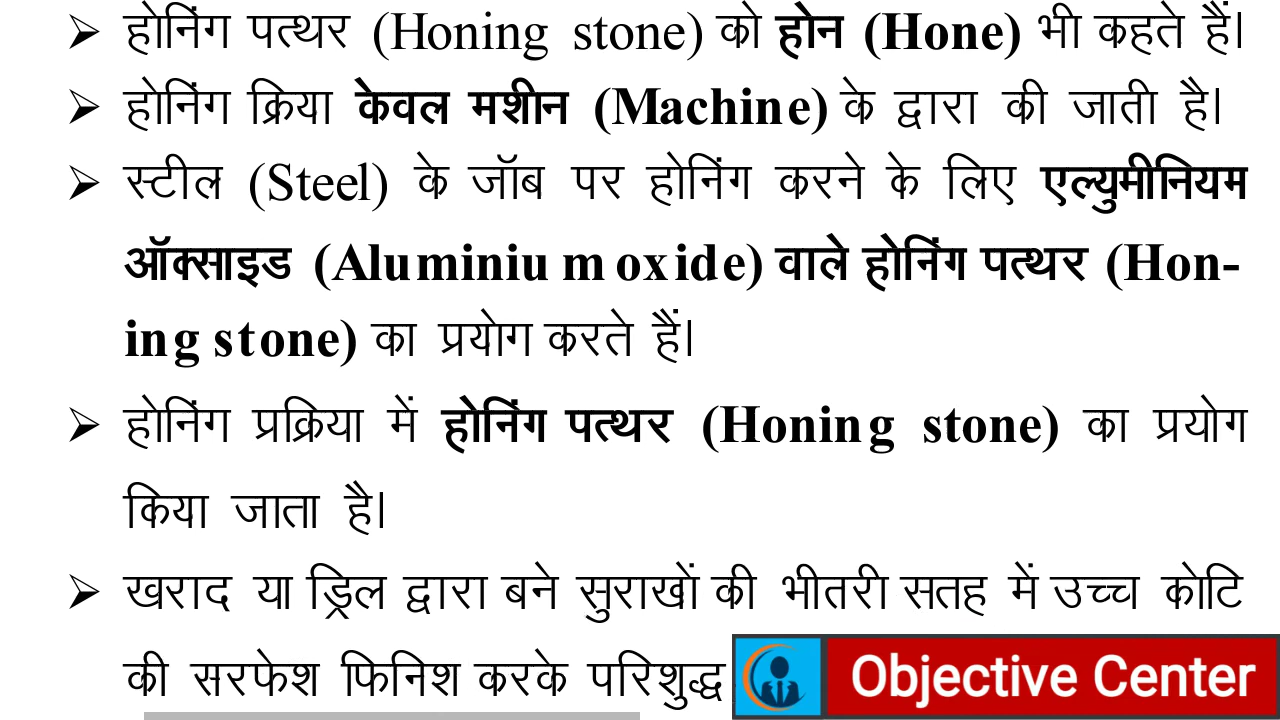 ➢ होनिंग पत्थर (Honing stone) को होन (Hone) भी कहते हैं।
➢ होनिंग क्रिया केवल मशीन (Machine) के द्वारा की जाती है।
➢ स्टील (Steel) के जॉब पर होनिंग करने के लिए एल्युमीनियम
ऑक्साइड (Aluminium oxide) वाले होनिंग पत्थर (Hon-
ing stone) का प्रयोग करते हैं।
➢ होनिंग प्रक्रिया में होनिंग पत्थर (Honing stone) का प्रयोग
किया जाता है।
➢ खराद या ड्रिल द्वारा बने सुराखों की भीतरी सतह में उच्च कोटि
की सरफेश फिनिश करके परिशुद्ध
Objective Center